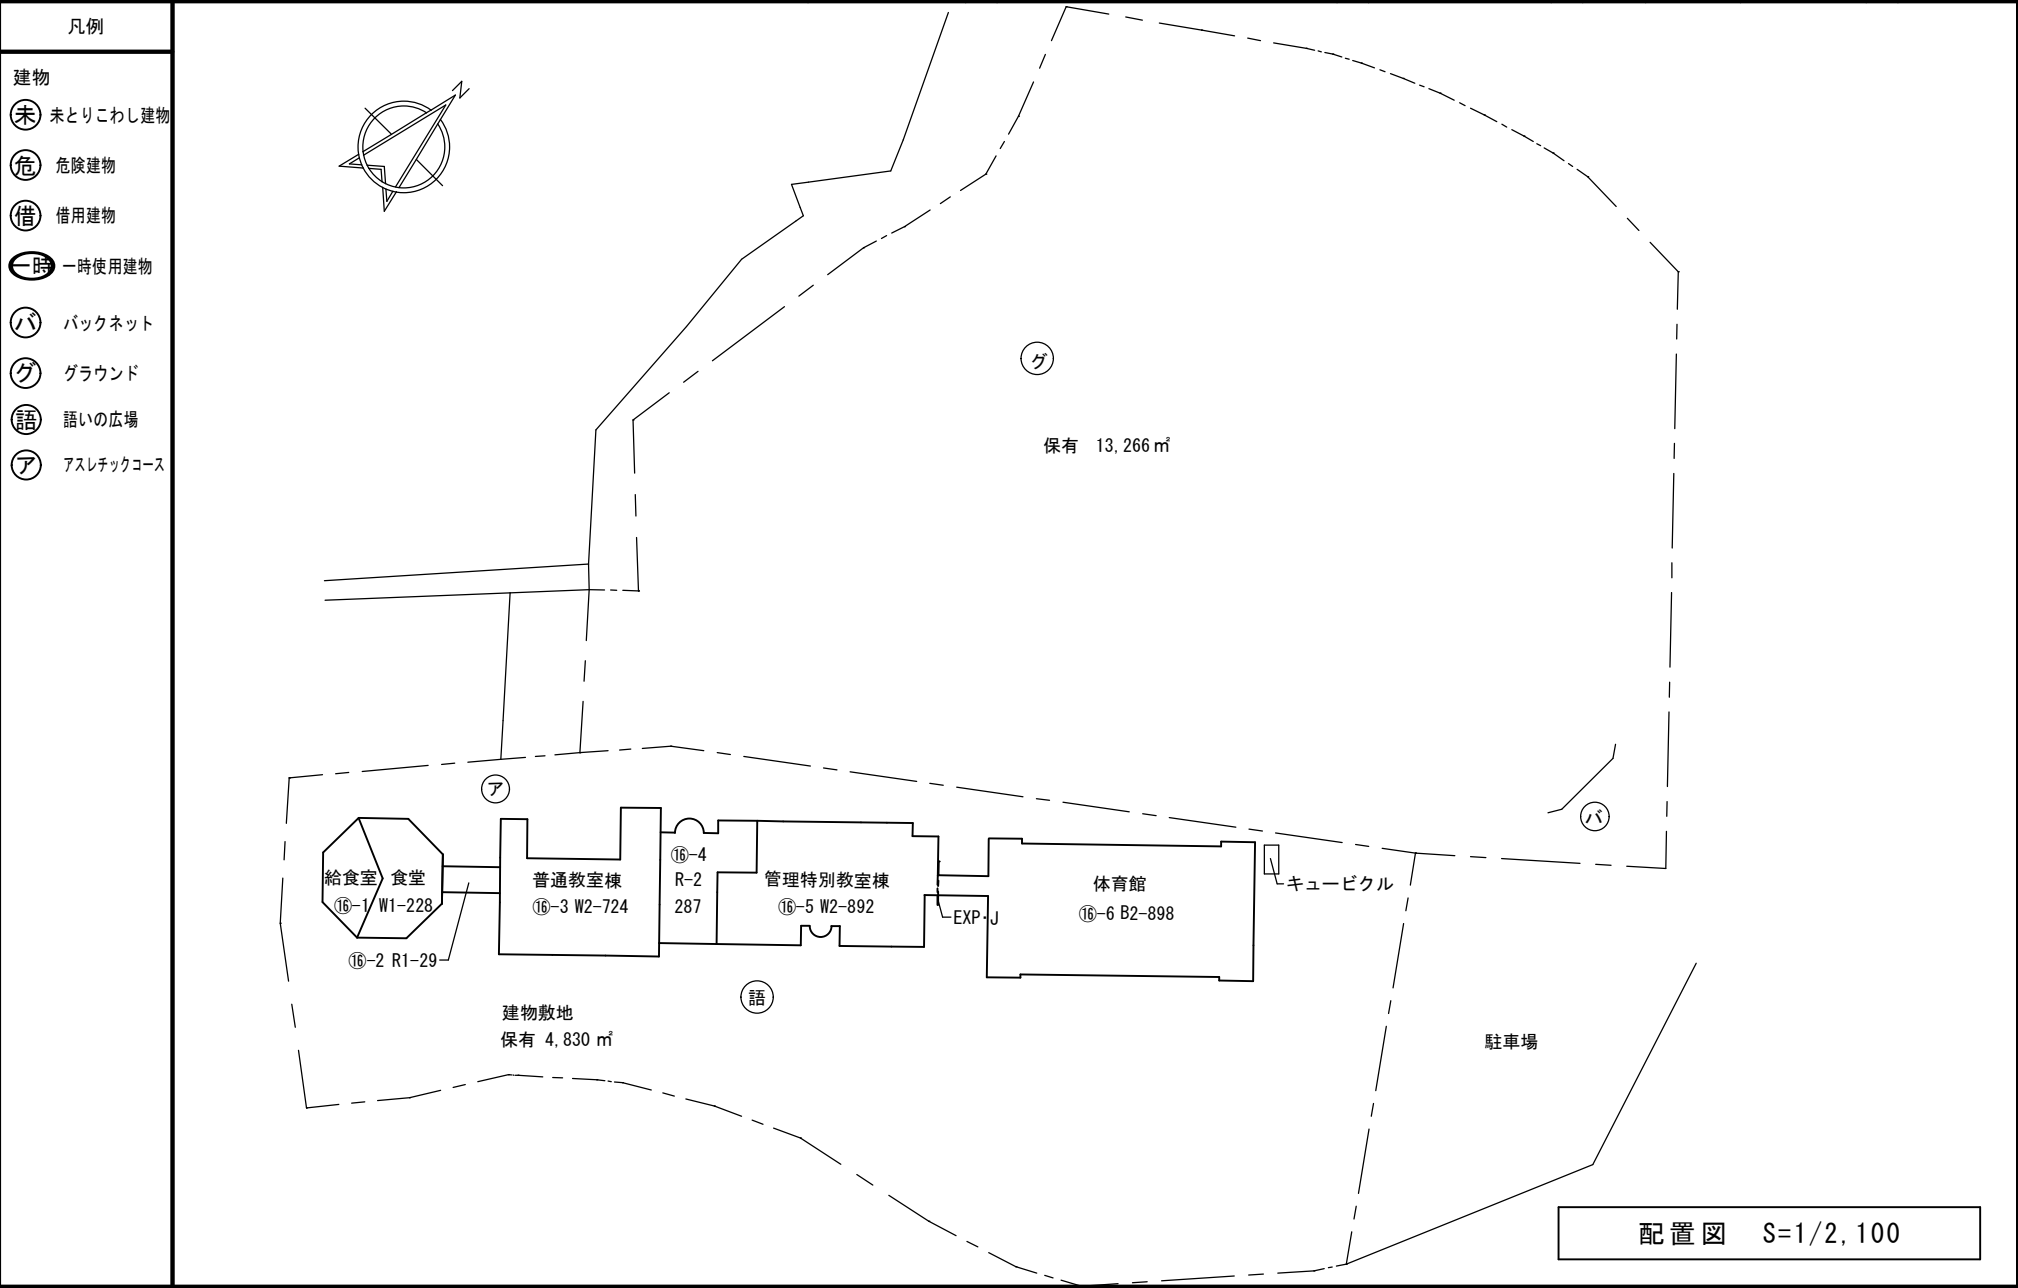 凡例
建物
未 未とりこわし建物
危 危険建物
借 借用建物
一時 一時使用建物
バ バックネット
グ グラウンド
語 語いの広場
ア アスレチックコース
N
グ
保有 13,266㎡
ア
バ
給食室 食堂
⑯-1 W1-228
⑯-2 R1-29
普通教室棟
⑯-3 W2-724
⑯-4
R-2
287
管理特別教室棟
⑯-5 W2-892
EXP・J
体育館
⑯-6 B2-898
キュービクル
語
建物敷地
保有 4,830 ㎡
駐車場
配置図 S=1/2,100